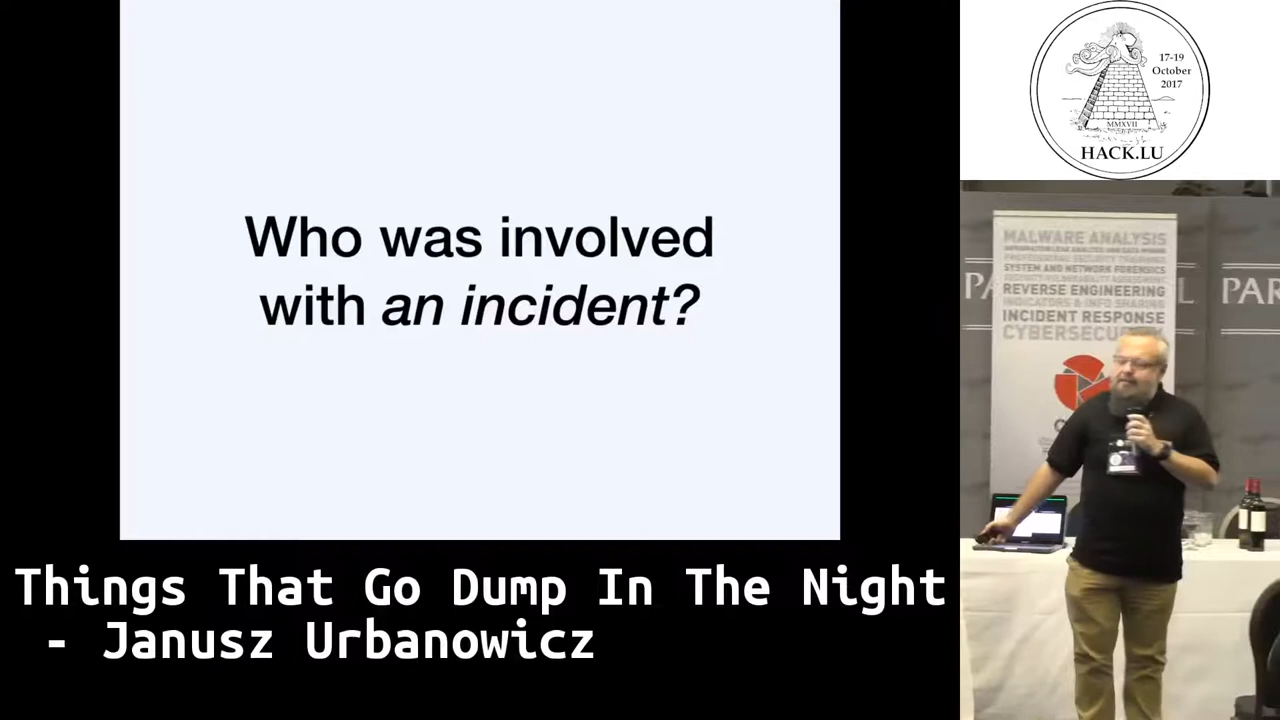 Who was involved
with an incident?
17-19
October
2017
MMXVII
HACK.LU
MALWARE ANALYSIS
SYSTEM AND NETWORK FORENSICS
REVERSE ENGINEERING
INDICATORS & INFO SHARING
INCIDENT RESPONSE
CYBERSECURITY
PA
L
PAR
Things That Go Dump In The Night
- Janusz Urbanowicz